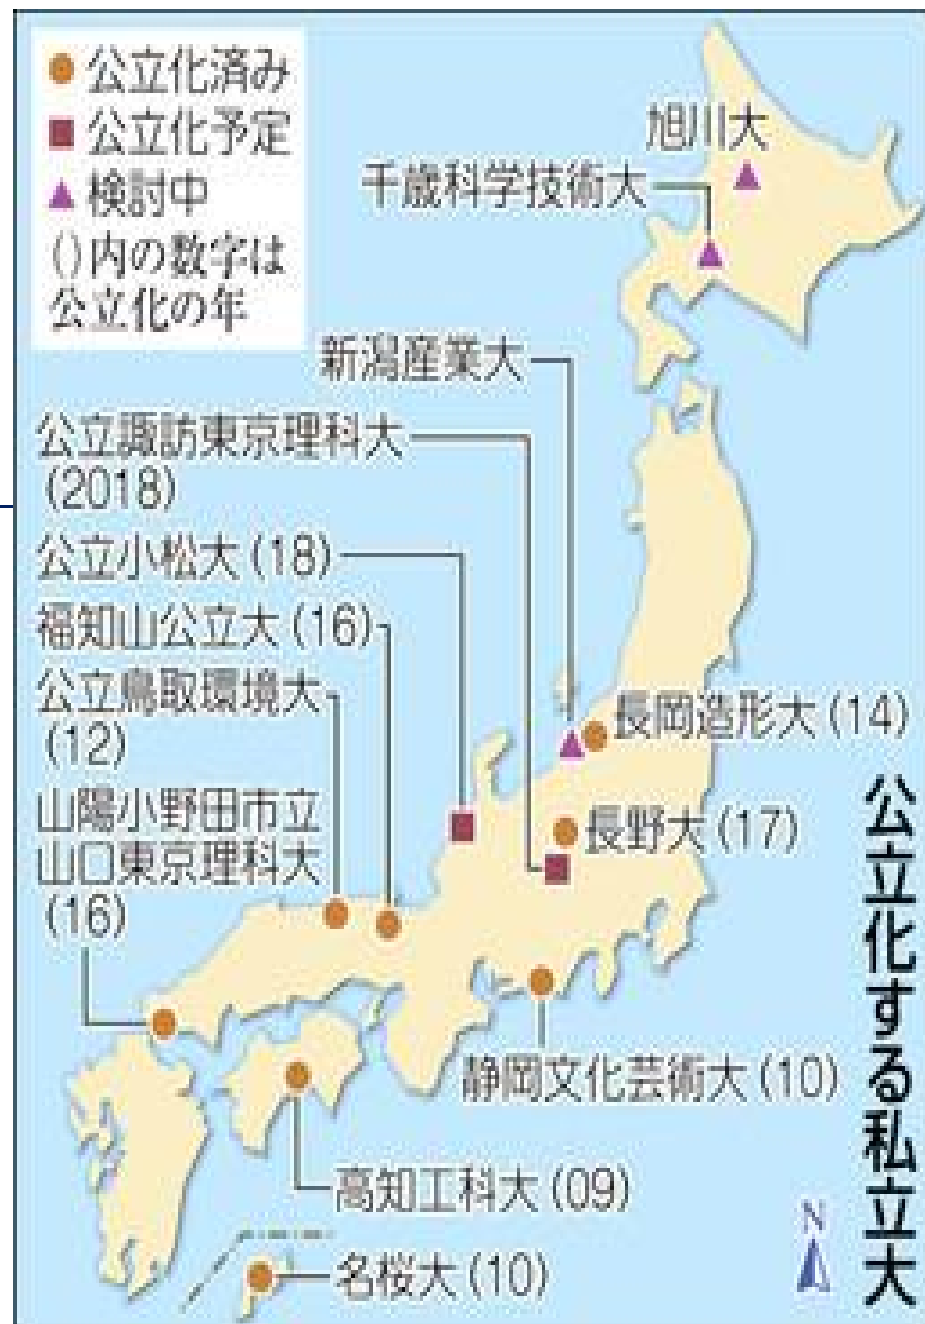 公立化済み
公立化予定
検討中
()内の数字は
公立化の年
旭川大
千歳科学技術大
新潟産業大
公立諏訪東京理科大
(2018)
公立小松大(18)
福知山公立大(16)
公立鳥取環境大
(12)
山陽小野田市立
山口東京理科大
(16)
長岡造形大(14)
長野大(17)
静岡文化芸術大(10)
高知工科大(09)
名桜大(10)
公立化する私立大
N